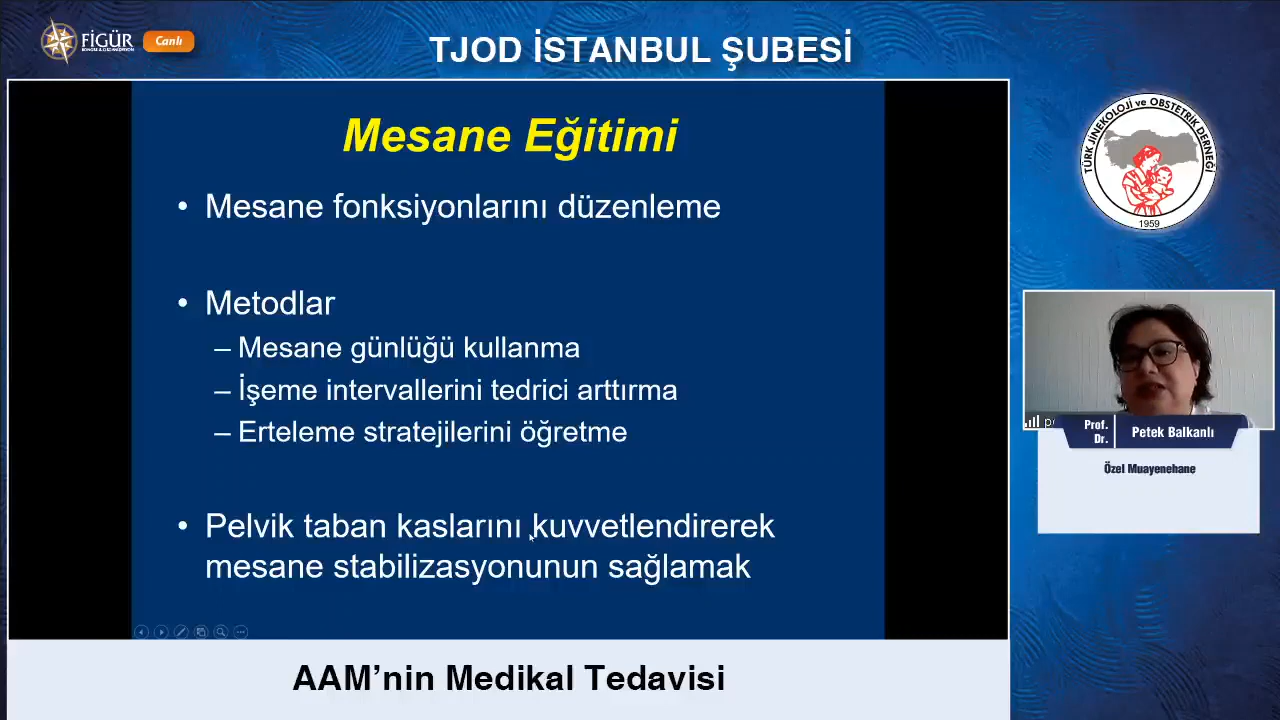 FİGÜR
Canlı
TJOD İSTANBUL ŞUBESİ
Mesane Eğitimi
• Mesane fonksiyonlarını düzenleme
• Metodlar
– Mesane günlüğü kullanma
– İşeme intervallerini tedrici arttırma
– Erteleme stratejilerini öğretme
• Pelvik taban kaslarını kuvvetlendirerek
mesane stabilizasyonunun sağlamak
TÜRK JİNEKOLOJİ ve OBSTETRİK DERNEĞİ
1959
Prof.
Dr.
Petek Balkanlı
Özel Muayenehane
AAM’nin Medikal Tedavisi